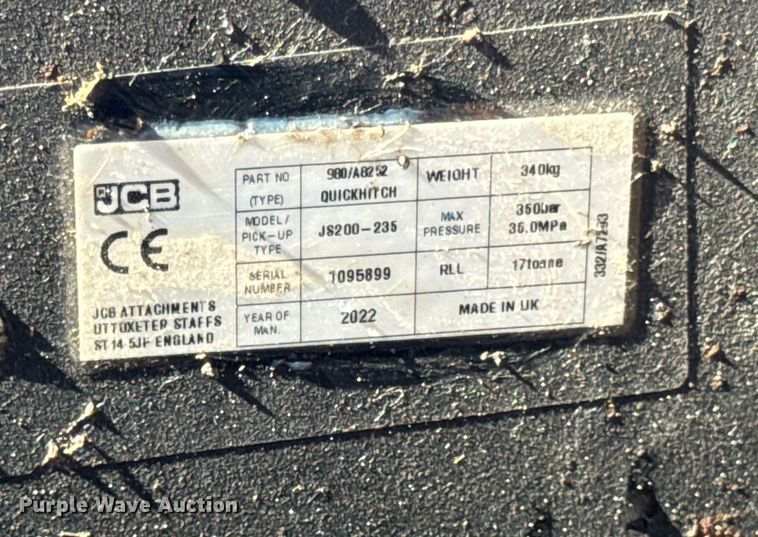 JCB
CE
JCB ATTACHMENTS
UTTOXETER STAFFS
ST14 5JF ENGLAND
PART NO 980/A8252 WEIGHT 340kg
(TYPE) QUICKHITCH
MODEL/ PICK-UP TYPE JS200-235 MAX PRESSURE 350bar 35.0MPa
SERIAL NUMBER 1095899 RLL 17tonne
YEAR OF MAN. 2022 MADE IN UK
Purple Wave Auction